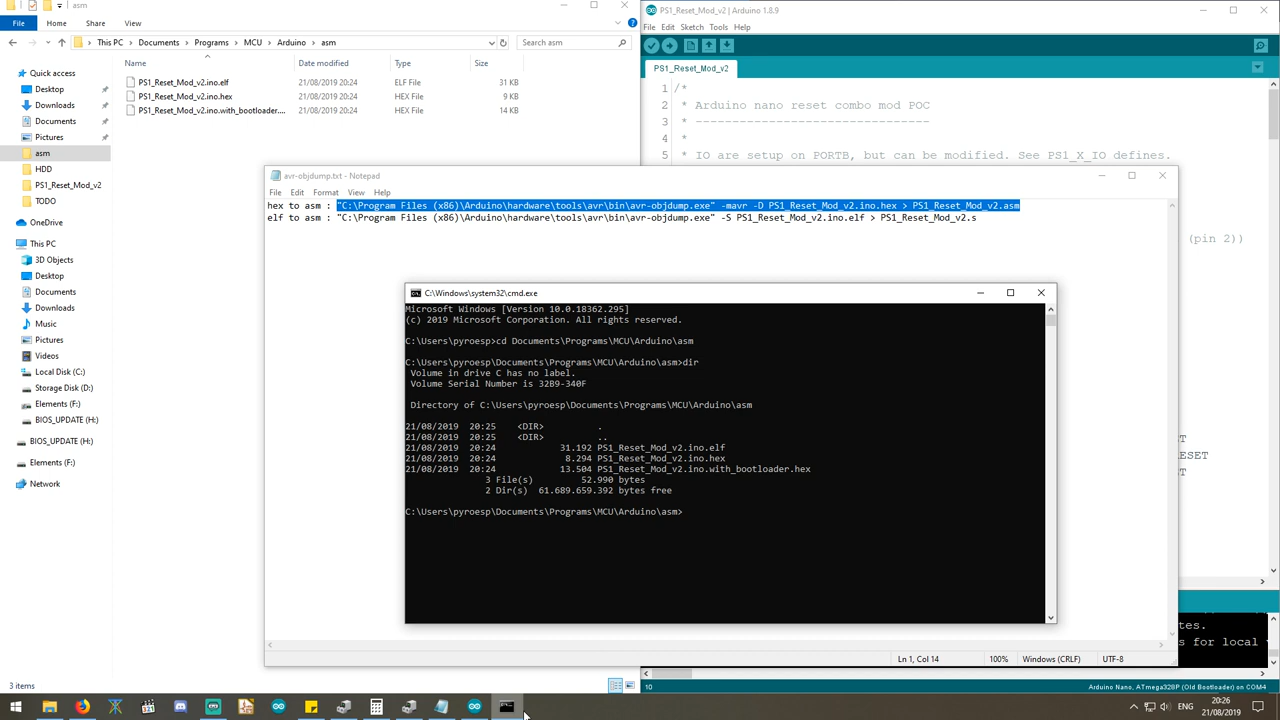 asm
File
Home
Share
View
This PC > Documents > Programs > MCU > Arduino > asm
Search asm
Name
Date modified
Type
Size
Quick access
Desktop
Downloads
Documents
Pictures
asm
HDD
PS1_Reset_Mod_v2
TODO
OneDrive
This PC
3D Objects
Desktop
Documents
Downloads
Music
Pictures
Videos
Local Disk (C:)
Storage Disk (D:)
Elements (F:)
BIOS_UPDATE (H:)
BIOS_UPDATE (H:)
Elements (F:)
Network
PS1_Reset_Mod_v2.ino.elf 21/08/2019 20:24 ELF File 31 KB
PS1_Reset_Mod_v2.ino.hex 21/08/2019 20:24 HEX File 9 KB
PS1_Reset_Mod_v2.ino.with_bootloader.... 21/08/2019 20:24 HEX File 14 KB
3 items
PS1_Reset_Mod_v2 | Arduino 1.8.9
File Edit Sketch Tools Help
PS1_Reset_Mod_v2
1 /*
2 * Arduino nano reset combo mod POC
3 * -------------------------------
4 *
5 * IO are setup on PORTB, but can be modified. See PS1_X_IO defines.
(pin 2))
ET
RESET
ET
tes.
s for local
10
Arduino Nano, ATmega328P (Old Bootloader) on COM4
avr-objdump.txt - Notepad
File Edit Format View Help
hex to asm : "C:\Program Files (x86)\Arduino\hardware\tools\avr\bin\avr-objdump.exe" -mavr -D PS1_Reset_Mod_v2.ino.hex > PS1_Reset_Mod_v2.asm
elf to asm : "C:\Program Files (x86)\Arduino\hardware\tools\avr\bin\avr-objdump.exe" -S PS1_Reset_Mod_v2.ino.elf > PS1_Reset_Mod_v2.s
Ln 1, Col 14
100%
Windows (CRLF)
UTF-8
C:\Windows\system32\cmd.exe
Microsoft Windows [Version 10.0.18362.295]
(c) 2019 Microsoft Corporation. All rights reserved.
C:\Users\pyroesp>cd Documents\Programs\MCU\Arduino\asm
C:\Users\pyroesp\Documents\Programs\MCU\Arduino\asm>dir
Volume in drive C has no label.
Volume Serial Number is 32B9-340F
Directory of C:\Users\pyroesp\Documents\Programs\MCU\Arduino\asm
21/08/2019 20:25 <DIR> .
21/08/2019 20:25 <DIR> ..
21/08/2019 20:24 31.192 PS1_Reset_Mod_v2.ino.elf
21/08/2019 20:24 8.294 PS1_Reset_Mod_v2.ino.hex
21/08/2019 20:24 13.504 PS1_Reset_Mod_v2.ino.with_bootloader.hex
3 File(s) 52.990 bytes
2 Dir(s) 61.689.659.392 bytes free
C:\Users\pyroesp\Documents\Programs\MCU\Arduino\asm>
ENG
20:26
21/08/2019